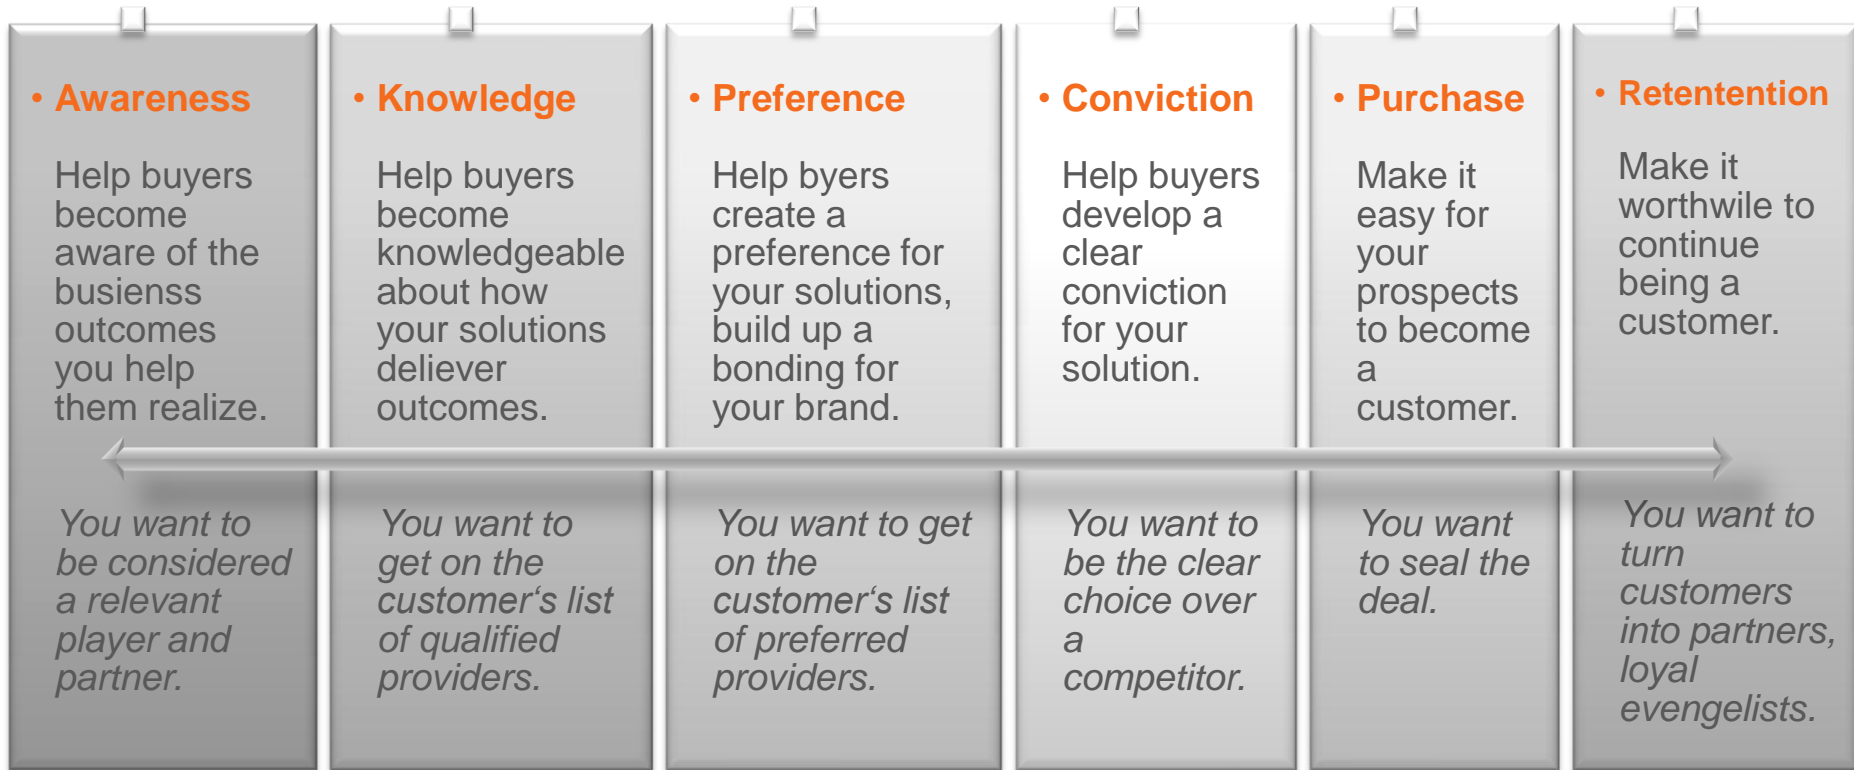 • Awareness
Help buyers
become
aware of the
busienss
outcomes
you help
them realize.
You want to
be considered
a relevant
player and
partner.
• Knowledge
Help buyers
become
knowledgeable
about how
your solutions
deliever
outcomes.
You want to
get on the
customer‘s list
of qualified
providers.
• Preference
Help byers
create a
preference for
your solutions,
build up a
bonding for
your brand.
You want to get
on the
customer‘s list
of preferred
providers.
• Conviction
Help buyers
develop a
clear
conviction
for your
solution.
You want to
be the clear
choice over
a
competitor.
• Purchase
Make it
easy for
your
prospects
to become
a
customer.
You want
to seal the
deal.
• Retentention
Make it
worthwile to
continue
being a
customer.
You want to
turn
customers
into partners,
loyal
evengelists.